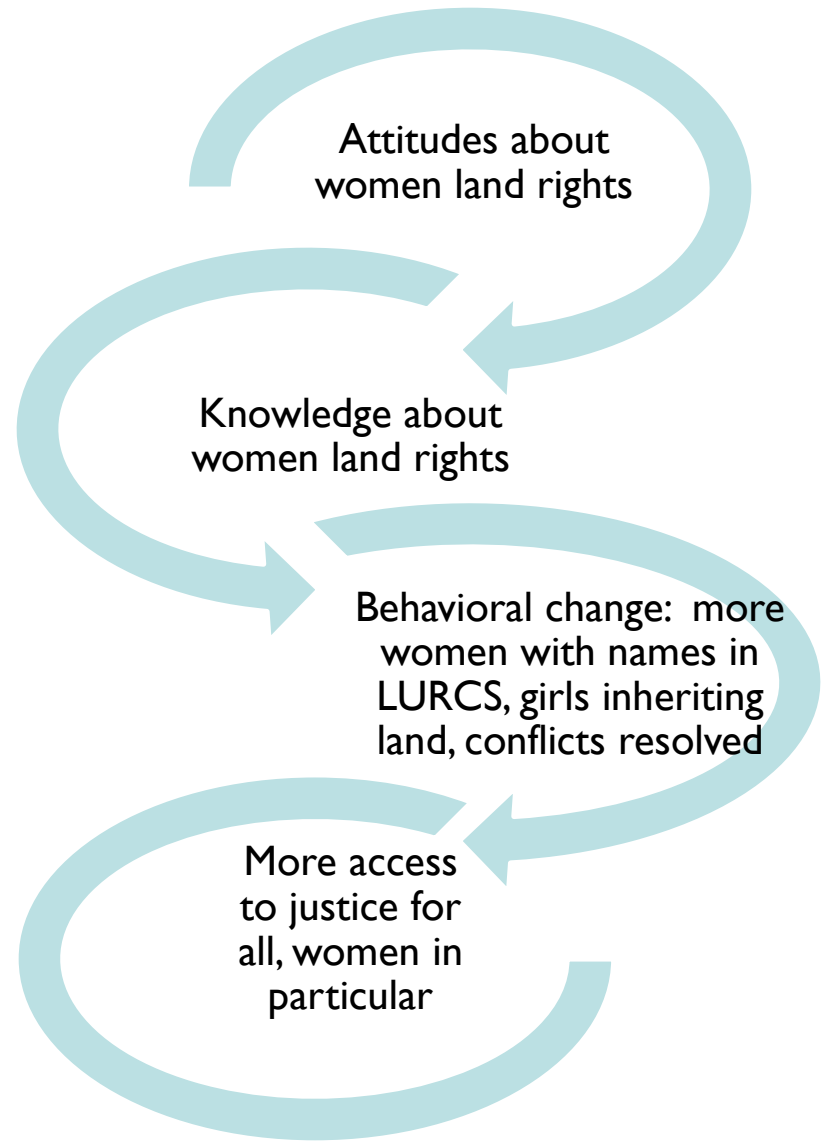 Attitudes about
women land rights
Knowledge about
women land rights
Behavioral change:  more
women with names in
LURCS, girls inheriting
land, conflicts resolved
More access
to justice for
all, women in
particular